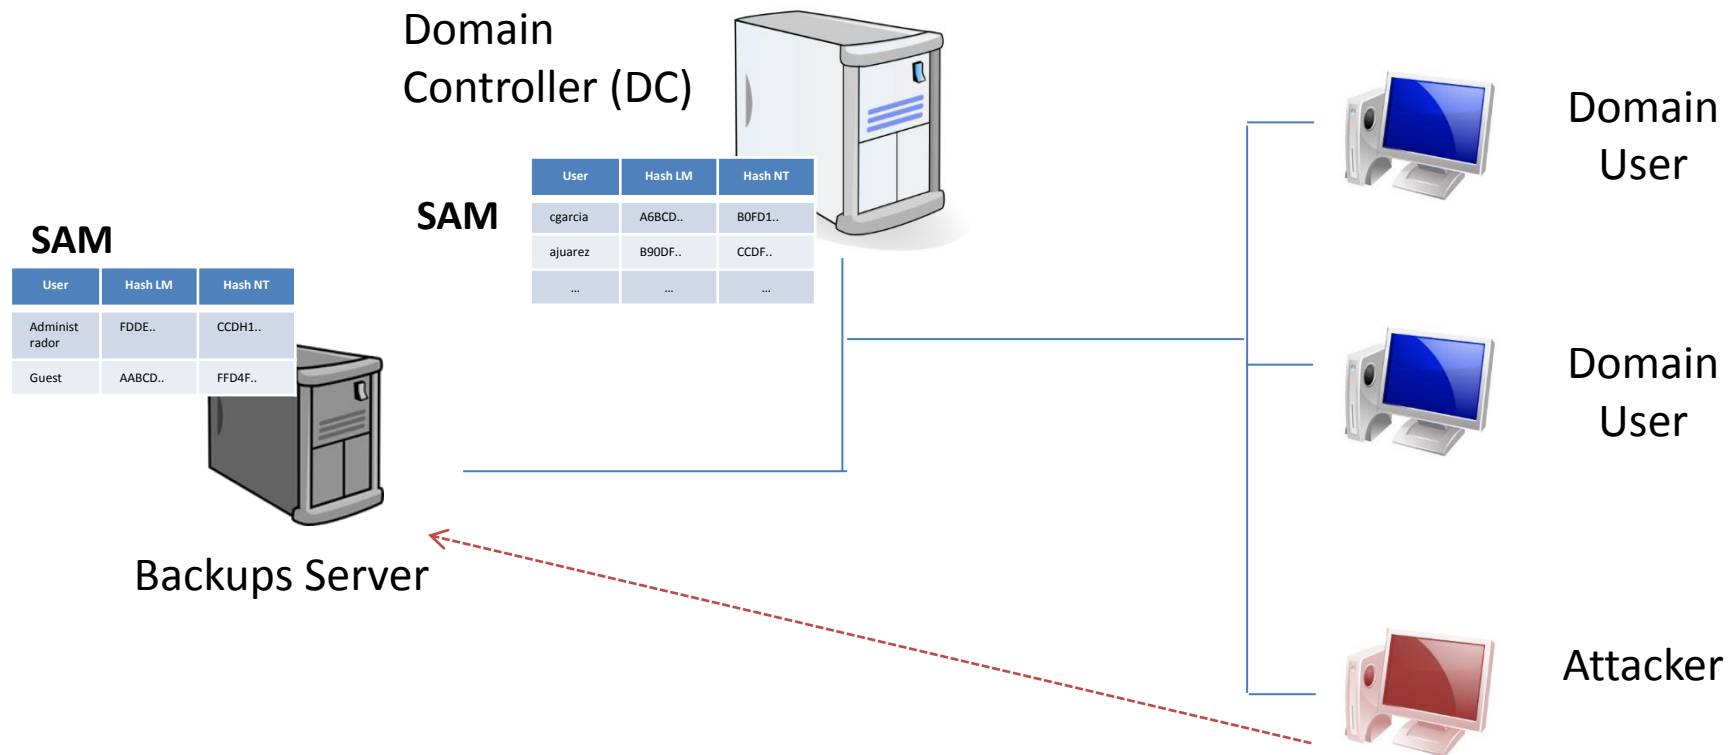 Domain
Controller (DC)
SAM
User Hash LM Hash NT
cgarcia A6BCD.. B0FD1..
ajuarez B90DF.. CCDF..
... ... ...
SAM
User Hash LM Hash NT
Administ
rador FDDE.. CCDH1..
Guest AABCD.. FFD4F..
Backups Server
Domain
User
Domain
User
Attacker